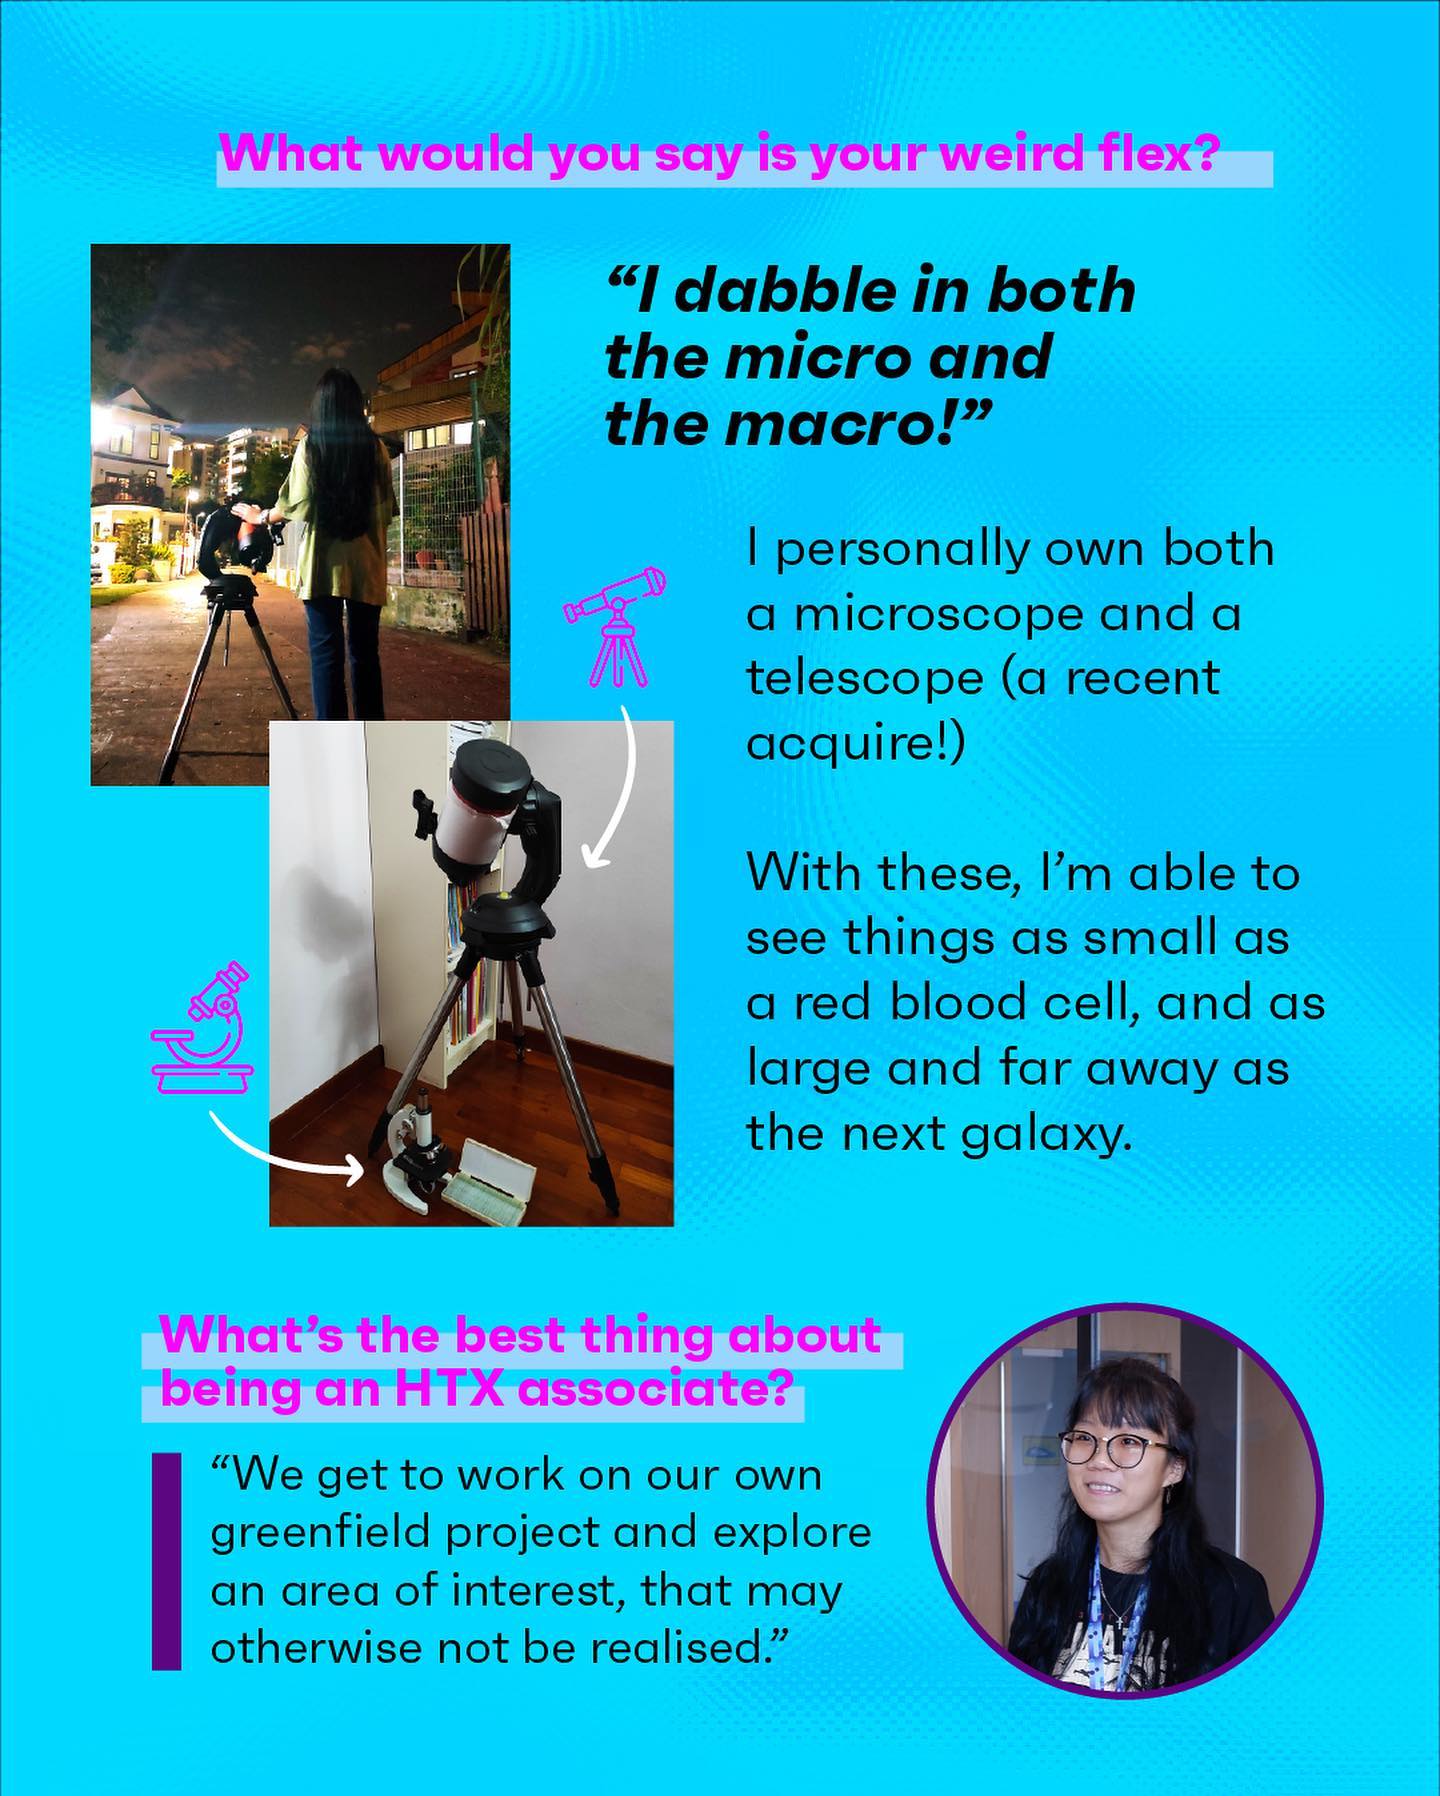 What would you say is your weird flex?
“I dabble in both
the micro and
the macro!”
I personally own both
a microscope and a
telescope (a recent
acquire!)
With these, I’m able to
see things as small as
a red blood cell, and as
large and far away as
the next galaxy.
What’s the best thing about
being an HTX associate?
“We get to work on our own
greenfield project and explore
an area of interest, that may
otherwise not be realised.”